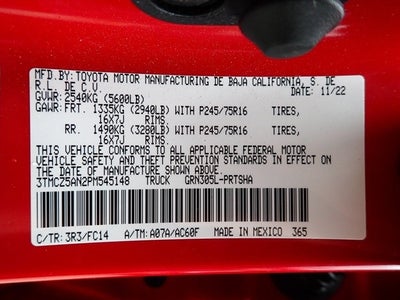 MFD.BY:TOYOTA MOTOR MANUFACTURING DE BAJA CALIFORNIA, S. DE
R.L. DE C.V. DATE: 11/22
GVWR:2540KG (5600LB)
GAWR:FRT. 1335KG (2940LB) WITH P245/75R16 TIRES,
16X7J RIMS.
RR. 1490KG (3280LB) WITH P245/75R16 TIRES,
16X7J RIMS.
THIS VEHICLE CONFORMS TO ALL APPLICABLE FEDERAL MOTOR
VEHICLE SAFETY AND THEFT PREVENTION STANDARDS IN EFFECT ON
THE DATE OF MANUFACTURE SHOWN ABOVE.
3TMCZ5AN2PM545148 TRUCK GRN305L-PRTSHA
C/TR: 3R3/FC14 A/TM: A07A/AC60F MADE IN MEXICO 365